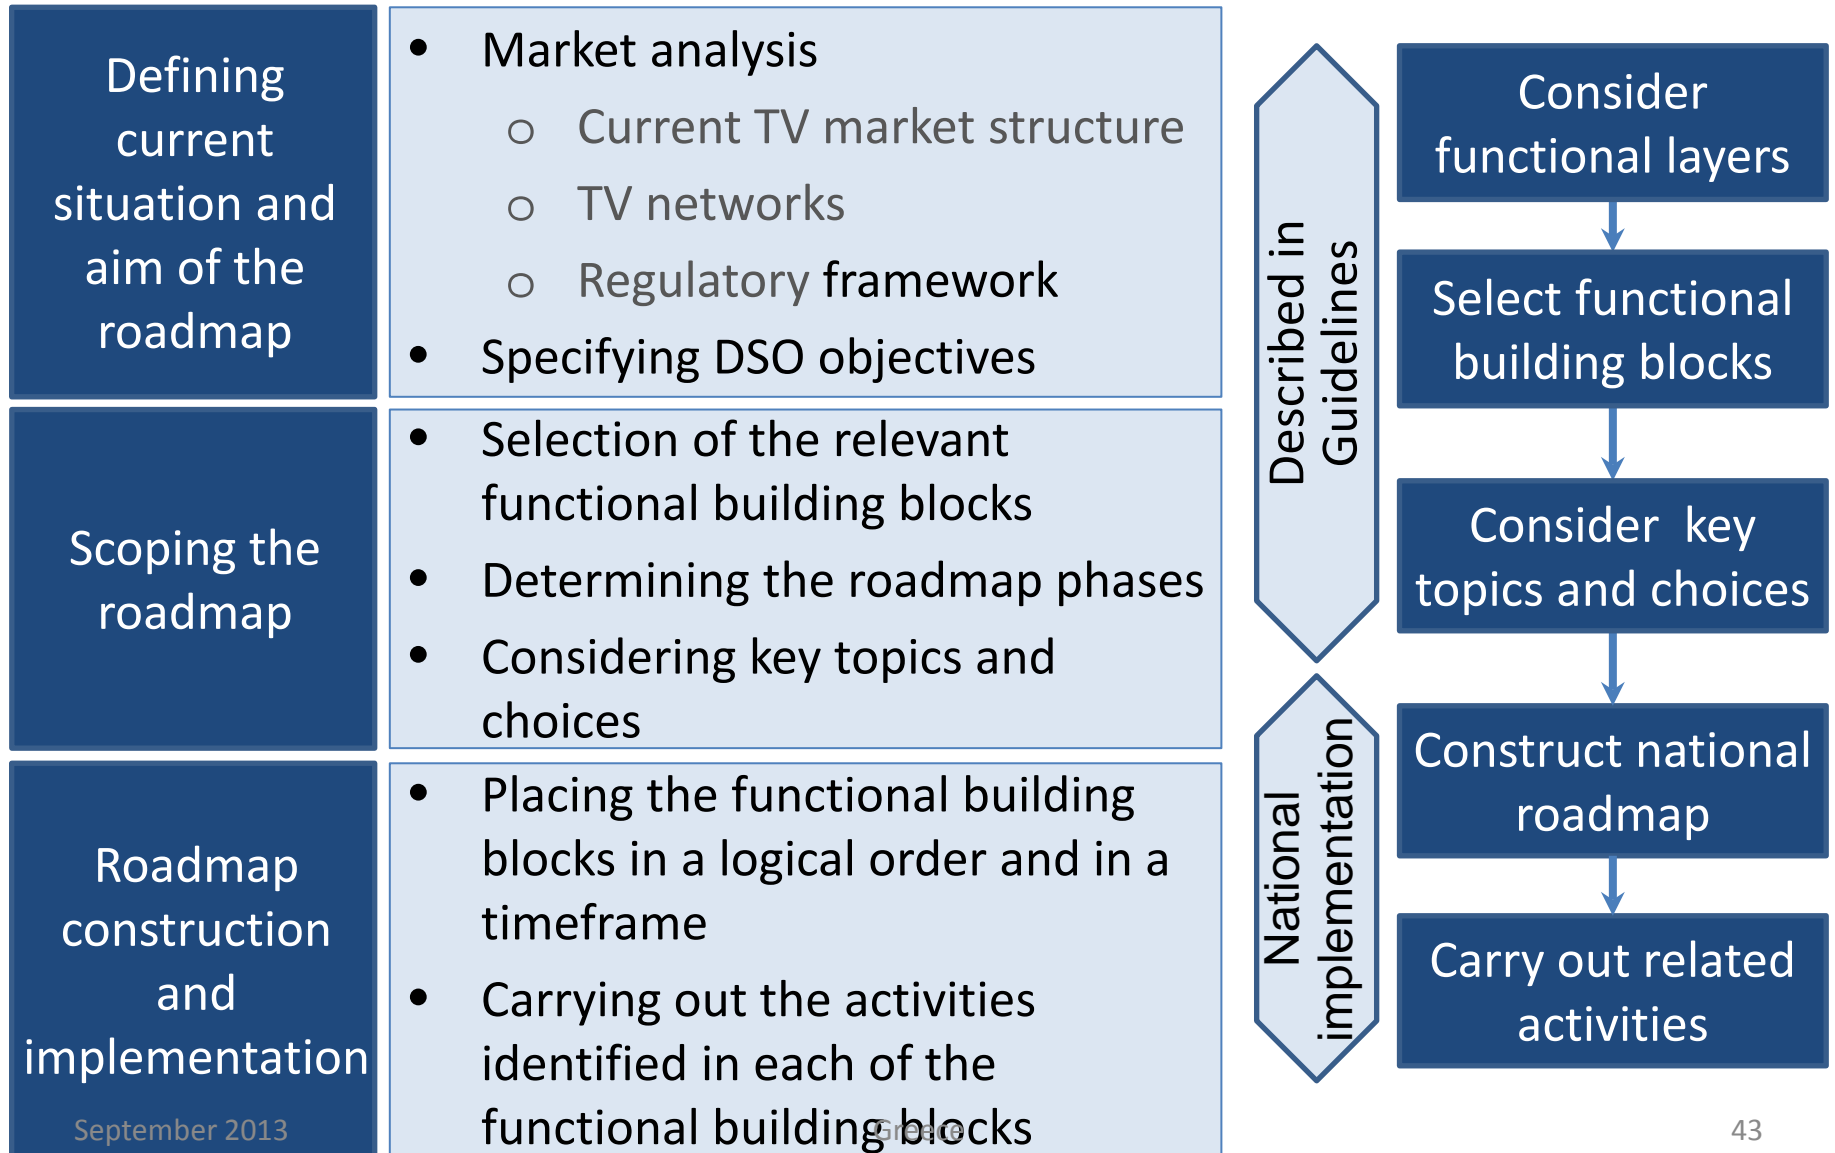 Defining
current
situation and
aim of the
roadmap
• Market analysis
o Current TV market structure
o TV networks
o Regulatory framework
• Specifying DSO objectives
Scoping the
roadmap
• Selection of the relevant
functional building blocks
• Determining the roadmap phases
• Considering key topics and
choices
Roadmap
construction
and
implementation
• Placing the functional building
blocks in a logical order and in a
timeframe
• Carrying out the activities
identified in each of the
functional building blocks
Described in
Guidelines
National
implementation
Consider
functional layers
Select functional
building blocks
Consider  key
topics and choices
Construct national
roadmap
Carry out related
activities
September 2013
Greece
43